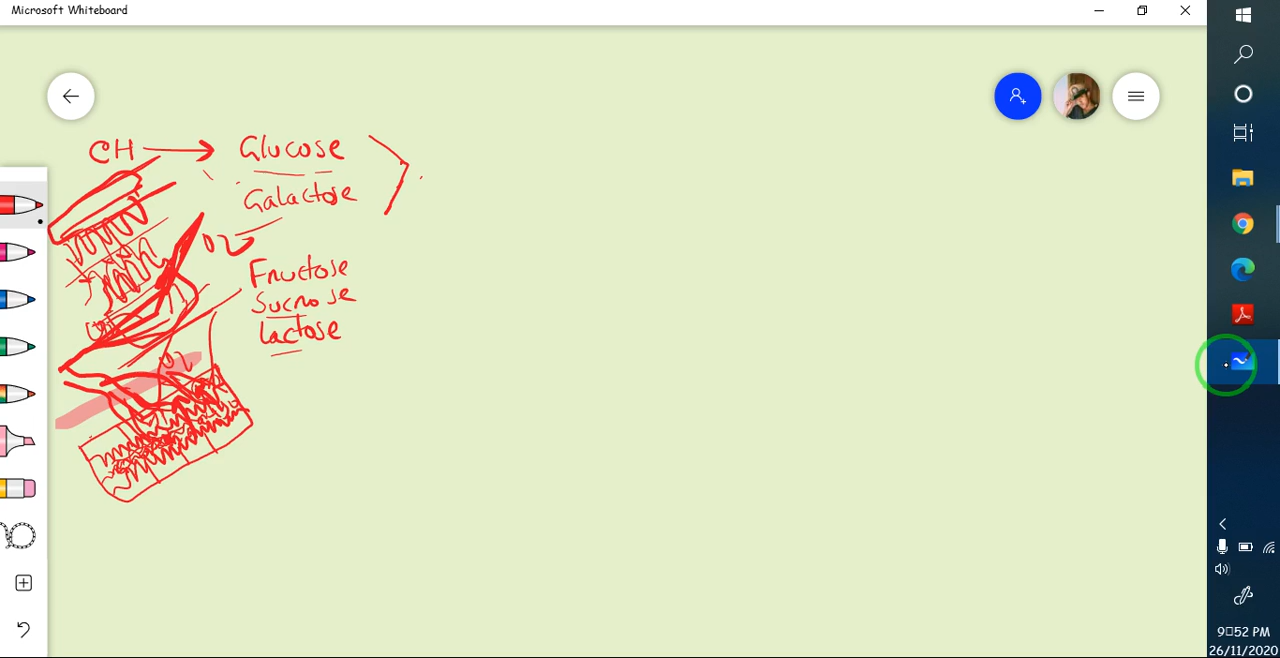 Microsoft Whiteboard
CH → Glucose
Galactose
Fructose
Sucrose
Lactose
9:52 PM
26/11/2020